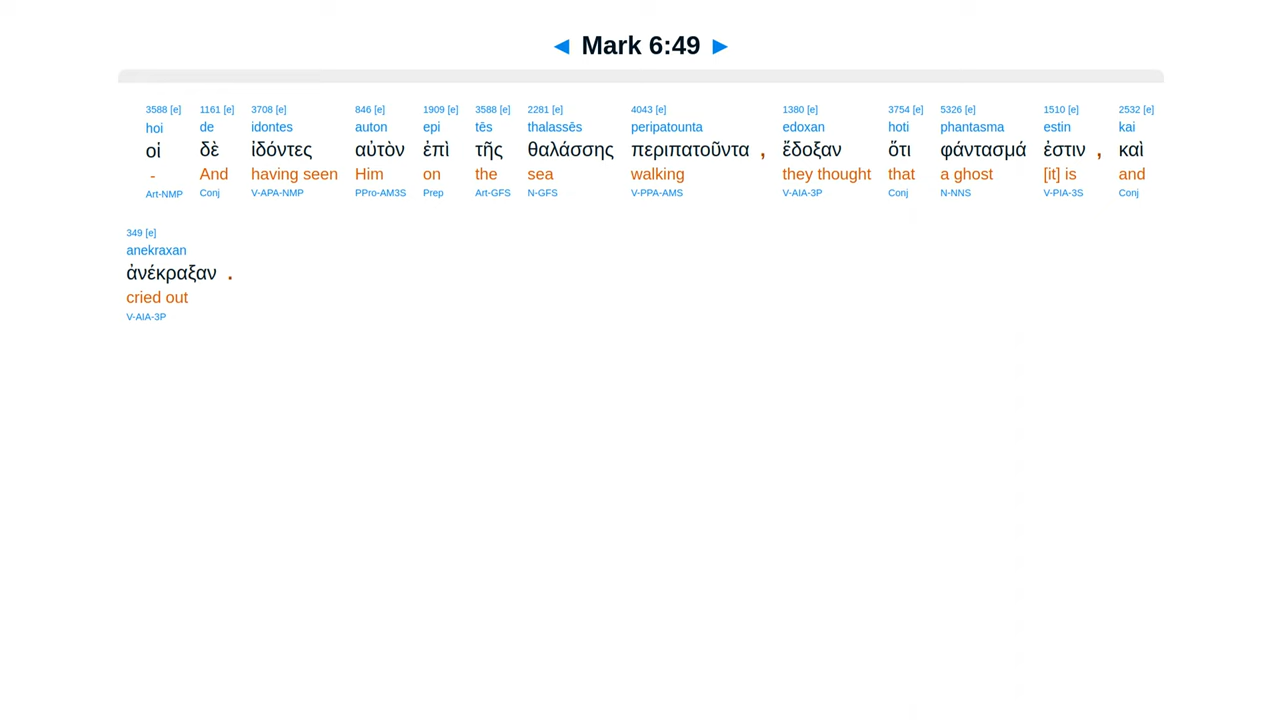 ◄ Mark 6:49 ►
3588 [e] 1161 [e] 3708 [e] 846 [e] 1909 [e] 3588 [e] 2281 [e] 4043 [e] 1380 [e] 3754 [e] 5326 [e] 1510 [e] 2532 [e]
hoi de idontes auton epi tēs thalassēs peripatounta edoxan hoti phantasma estin kai
οἱ δὲ ἰδόντες αὐτὸν ἐπὶ τῆς θαλάσσης περιπατοῦντα , ἔδοξαν ὅτι φάντασμά ἐστιν , καὶ
- And having seen Him on the sea walking they thought that a ghost [it] is and
Art-NMP Conj V-APA-NMP PPro-AM3S Prep Art-GFS N-GFS V-PPA-AMS V-AIA-3P Conj N-NNS V-PIA-3S Conj
349 [e]
anekraxan
ἀνέκραξαν .
cried out
V-AIA-3P